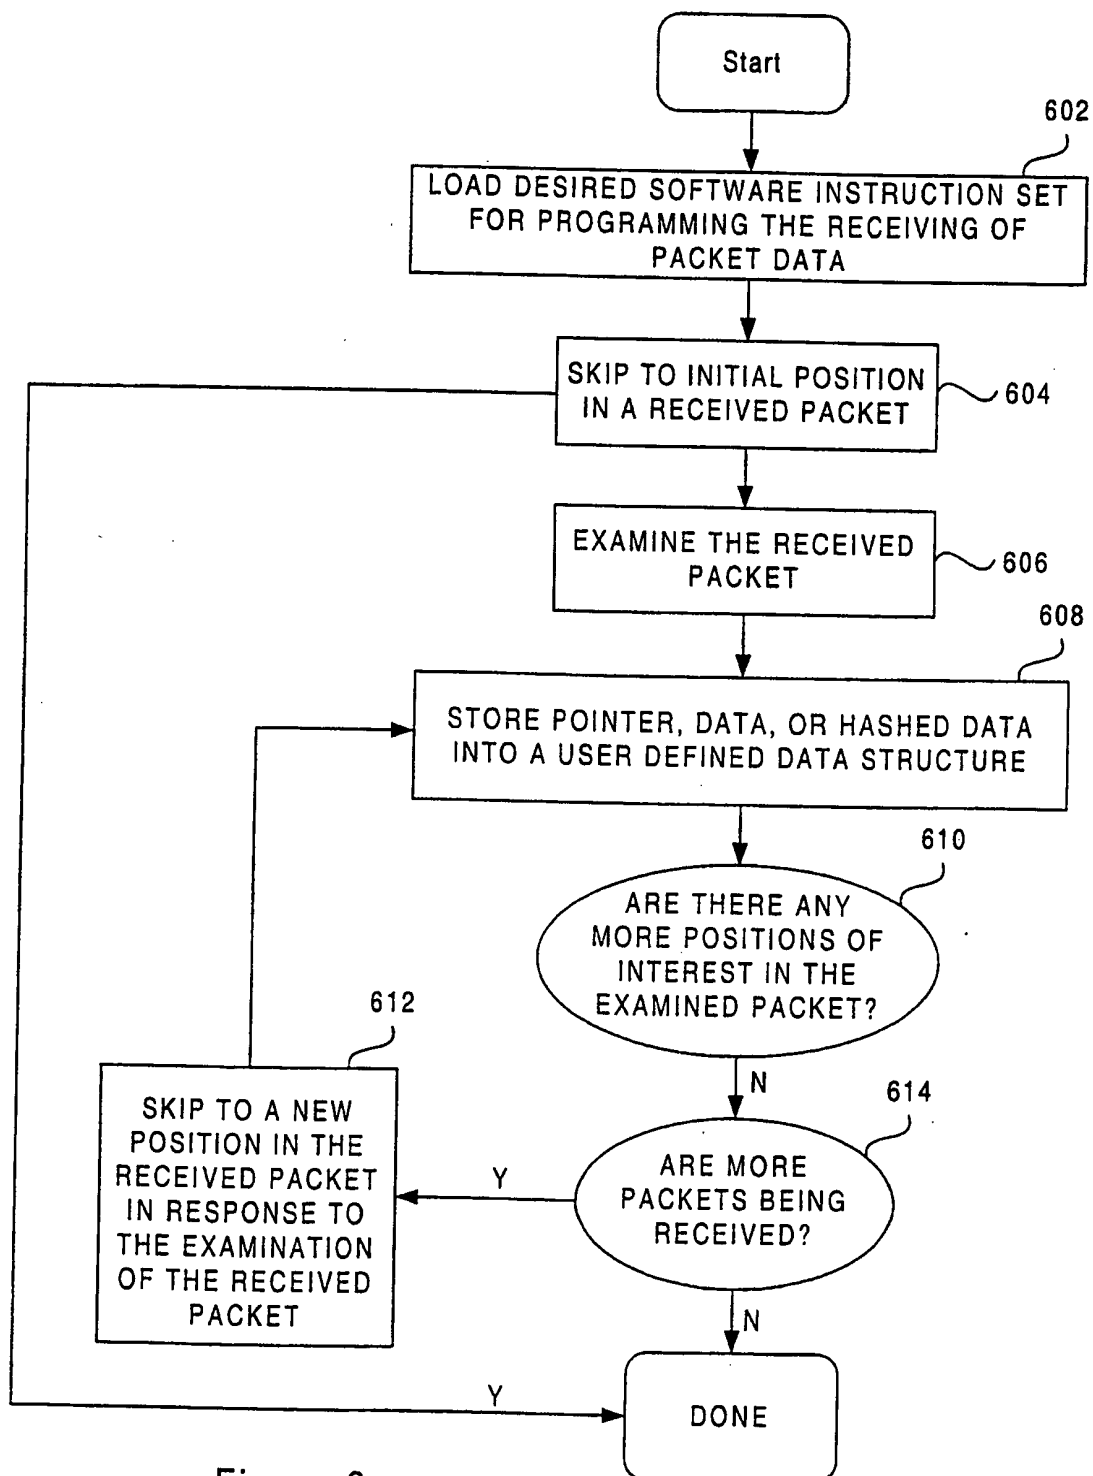 Start
602
LOAD DESIRED SOFTWARE INSTRUCTION SET
FOR PROGRAMMING THE RECEIVING OF
PACKET DATA
SKIP TO INITIAL POSITION
IN A RECEIVED PACKET
604
EXAMINE THE RECEIVED
PACKET
606
608
STORE POINTER, DATA, OR HASHED DATA
INTO A USER DEFINED DATA STRUCTURE
610
ARE THERE ANY
MORE POSITIONS OF
INTEREST IN THE
EXAMINED PACKET?
612
N
614
SKIP TO A NEW
POSITION IN THE
RECEIVED PACKET
IN RESPONSE TO
THE EXAMINATION
OF THE RECEIVED
PACKET
Y
ARE MORE
PACKETS BEING
RECEIVED?
N
Y
DONE